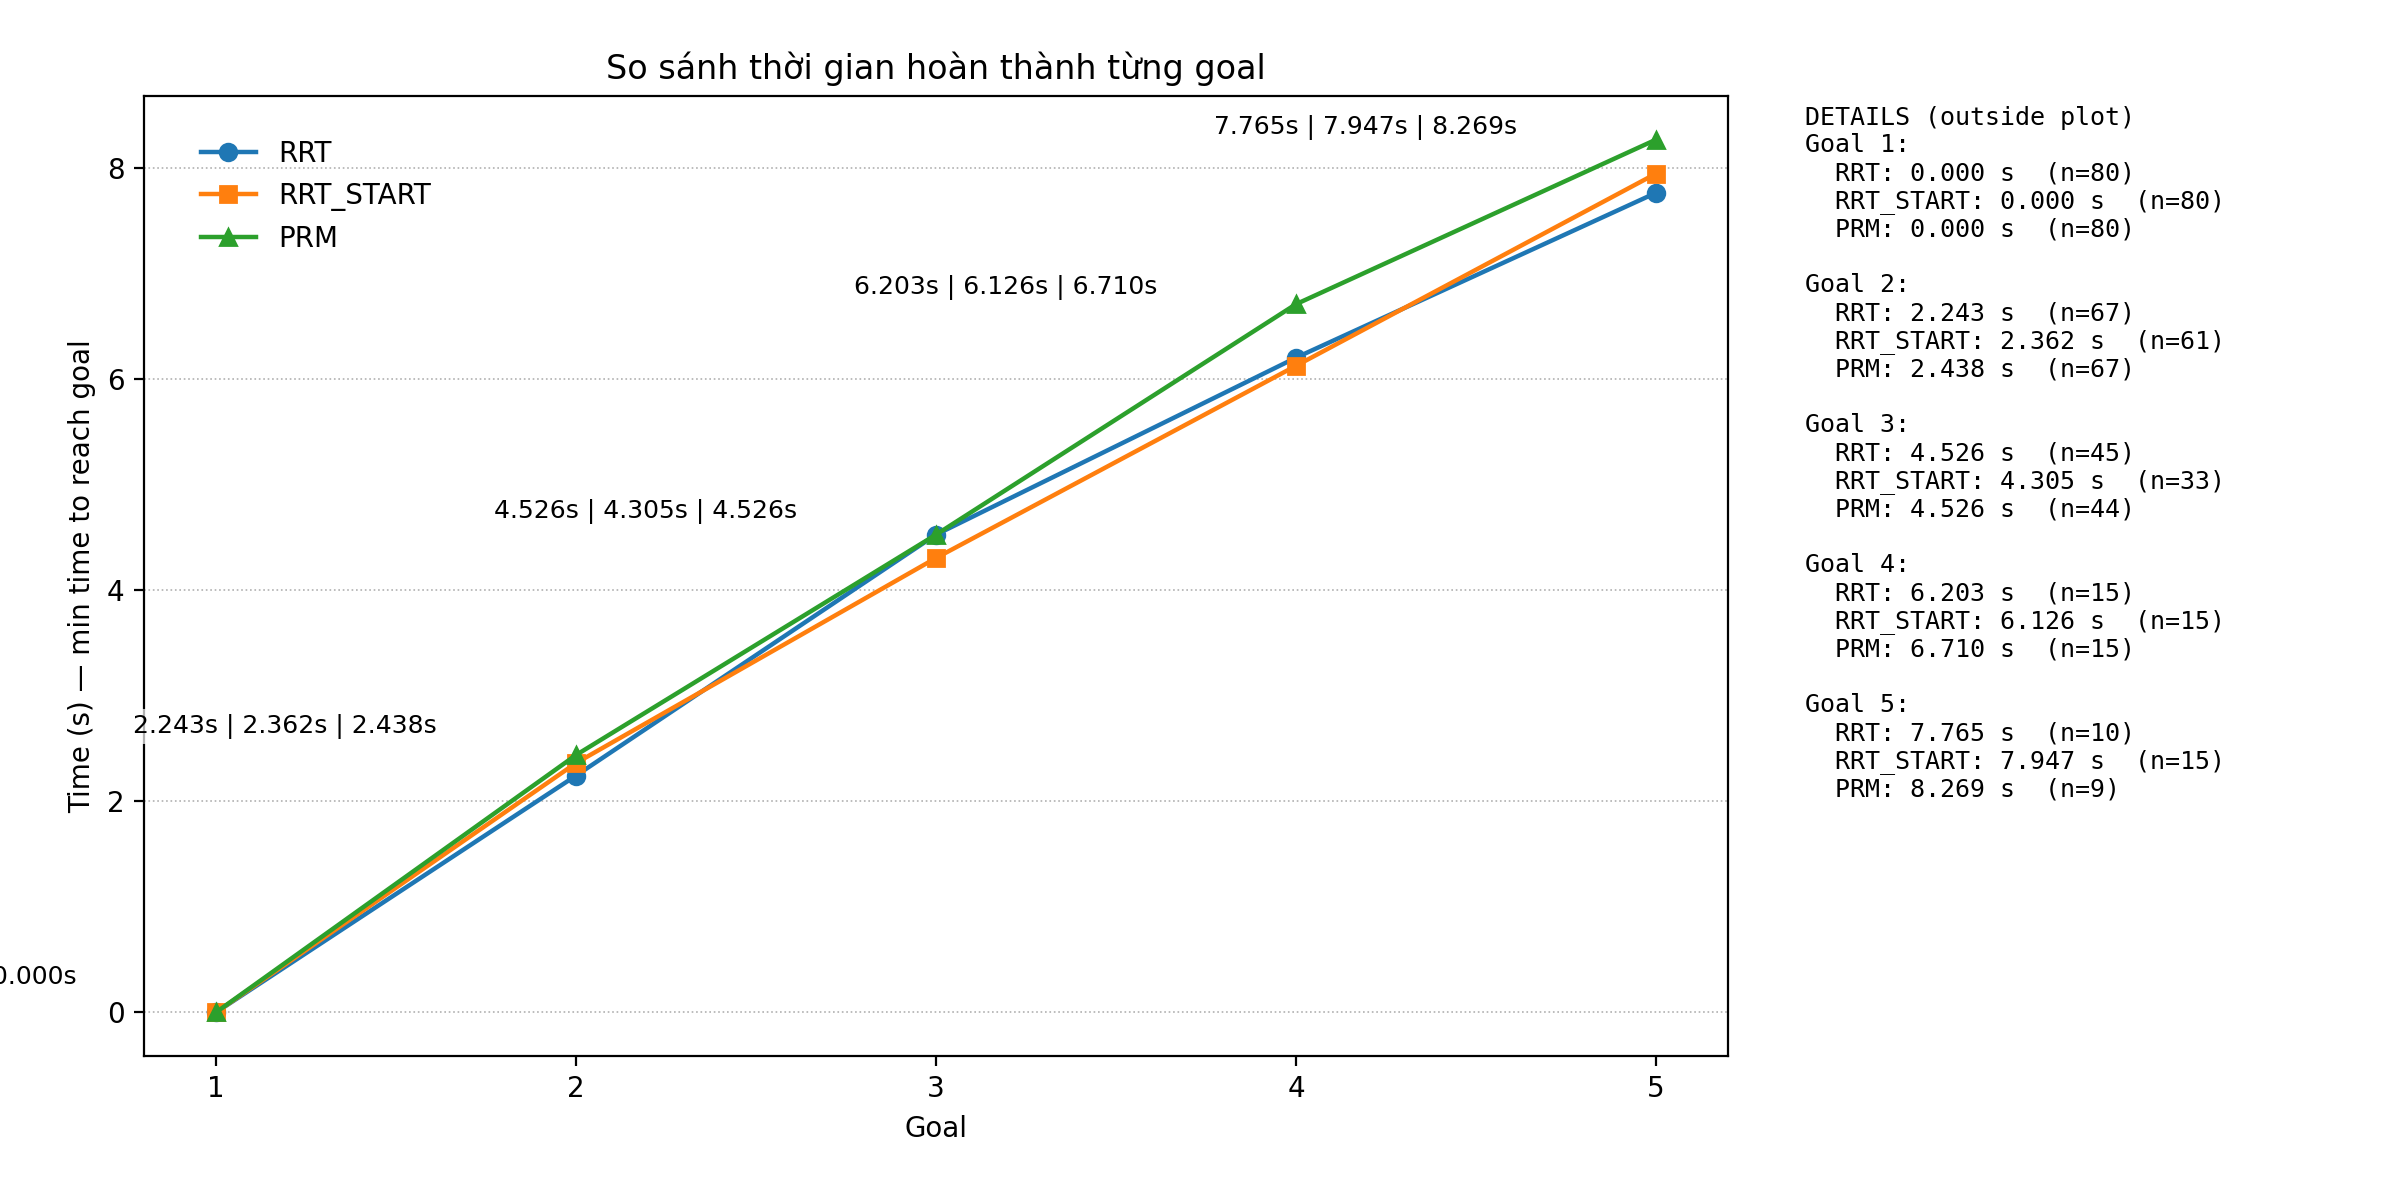 So sánh thời gian hoàn thành từng goal
7.765s | 7.947s | 8.269s
RRT
RRT_START
PRM
6.203s | 6.126s | 6.710s
4.526s | 4.305s | 4.526s
2.243s | 2.362s | 2.438s
0.000s
Time (s) — min time to reach goal
8
6
4
2
0
1 2 3 4 5
Goal
DETAILS (outside plot)
Goal 1:
RRT: 0.000 s (n=80)
RRT_START: 0.000 s (n=80)
PRM: 0.000 s (n=80)
Goal 2:
RRT: 2.243 s (n=67)
RRT_START: 2.362 s (n=61)
PRM: 2.438 s (n=67)
Goal 3:
RRT: 4.526 s (n=45)
RRT_START: 4.305 s (n=33)
PRM: 4.526 s (n=44)
Goal 4:
RRT: 6.203 s (n=15)
RRT_START: 6.126 s (n=15)
PRM: 6.710 s (n=15)
Goal 5:
RRT: 7.765 s (n=10)
RRT_START: 7.947 s (n=15)
PRM: 8.269 s (n=9)